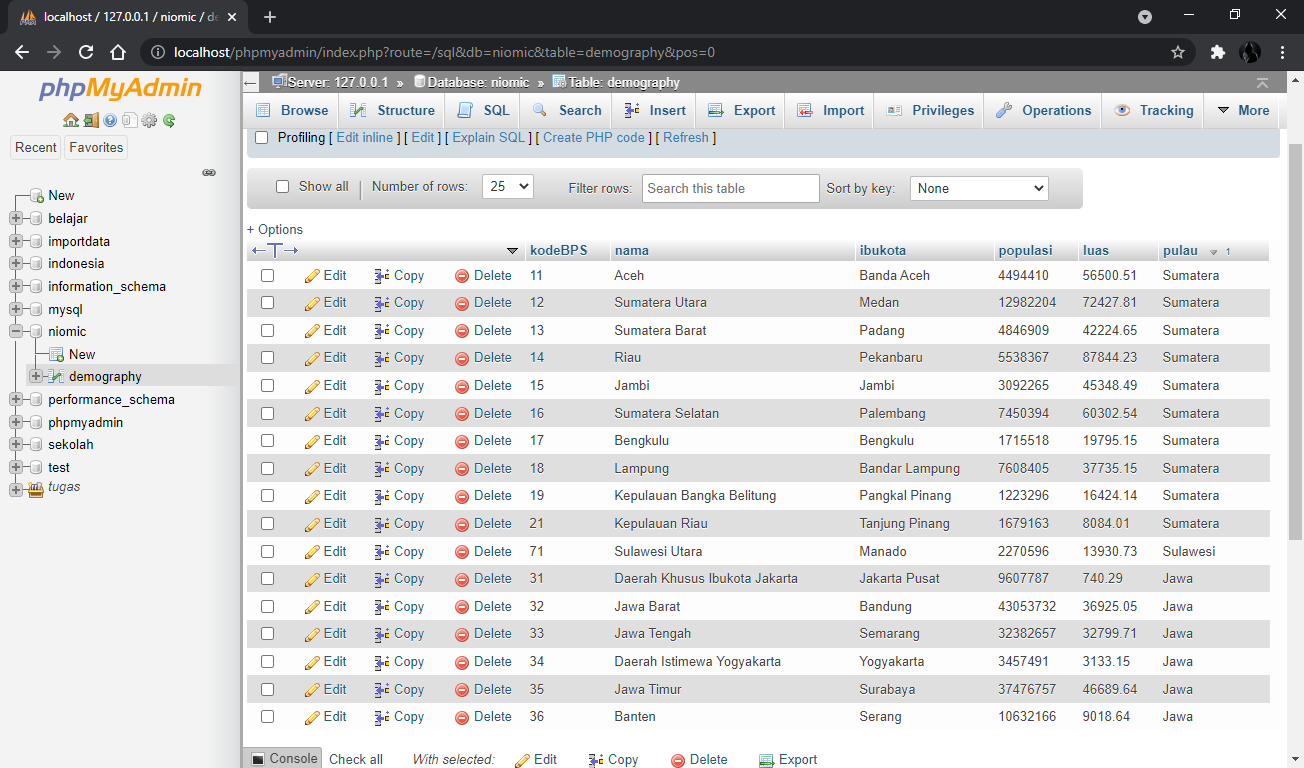 localhost / 127.0.0.1 / niomic / de
localhost/phpmyadmin/index.php?route=/sql&db=niomic&table=demography&pos=0
phpMyAdmin
Recent Favorites
New
belajar
importdata
indonesia
information_schema
mysql
niomic
New
demography
performance_schema
phpmyadmin
sekolah
test
tugas
Server: 127.0.0.1 » Database: niomic » Table: demography
Browse Structure SQL Search Insert Export Import Privileges Operations Tracking More
Profiling [ Edit inline ] [ Edit ] [ Explain SQL ] [ Create PHP code ] [ Refresh ]
Show all Number of rows: 25 Filter rows: Search this table Sort by key: None
+ Options
←T→ kodeBPS nama ibukota populasi luas pulau 1
Edit Copy Delete 11 Aceh Banda Aceh 4494410 56500.51 Sumatera
Edit Copy Delete 12 Sumatera Utara Medan 12982204 72427.81 Sumatera
Edit Copy Delete 13 Sumatera Barat Padang 4846909 42224.65 Sumatera
Edit Copy Delete 14 Riau Pekanbaru 5538367 87844.23 Sumatera
Edit Copy Delete 15 Jambi Jambi 3092265 45348.49 Sumatera
Edit Copy Delete 16 Sumatera Selatan Palembang 7450394 60302.54 Sumatera
Edit Copy Delete 17 Bengkulu Bengkulu 1715518 19795.15 Sumatera
Edit Copy Delete 18 Lampung Bandar Lampung 7608405 37735.15 Sumatera
Edit Copy Delete 19 Kepulauan Bangka Belitung Pangkal Pinang 1223296 16424.14 Sumatera
Edit Copy Delete 21 Kepulauan Riau Tanjung Pinang 1679163 8084.01 Sumatera
Edit Copy Delete 71 Sulawesi Utara Manado 2270596 13930.73 Sulawesi
Edit Copy Delete 31 Daerah Khusus Ibukota Jakarta Jakarta Pusat 9607787 740.29 Jawa
Edit Copy Delete 32 Jawa Barat Bandung 43053732 36925.05 Jawa
Edit Copy Delete 33 Jawa Tengah Semarang 32382657 32799.71 Jawa
Edit Copy Delete 34 Daerah Istimewa Yogyakarta Yogyakarta 3457491 3133.15 Jawa
Edit Copy Delete 35 Jawa Timur Surabaya 37476757 46689.64 Jawa
Edit Copy Delete 36 Banten Serang 10632166 9018.64 Jawa
Console Check all With selected: Edit Copy Delete Export